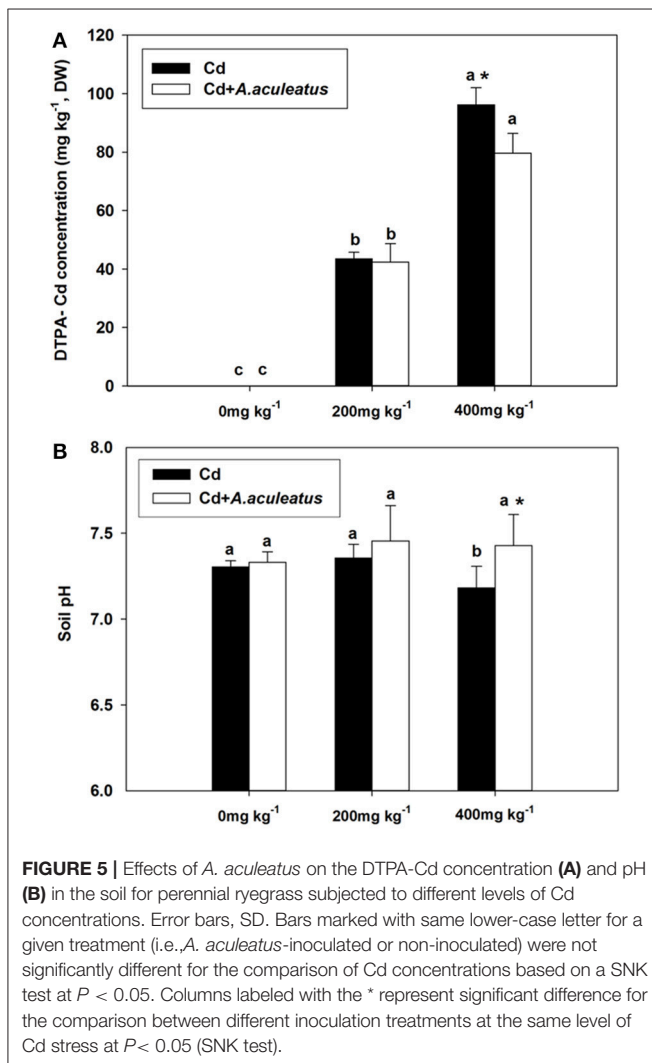 A
120
100
80
60
40
20
0
DTPA- Cd concentration (mg kg⁻¹, DW)
Cd
Cd+A.aculeatus
c c
b b
a * a
0mg kg⁻¹ 200mg kg⁻¹ 400mg kg⁻¹
B
8.0
7.5
7.0
6.5
6.0
Soil pH
Cd
Cd+A.aculeatus
a a
a a
b a *
0mg kg⁻¹ 200mg kg⁻¹ 400mg kg⁻¹
FIGURE 5 | Effects of A. aculeatus on the DTPA-Cd concentration (A) and pH
(B) in the soil for perennial ryegrass subjected to different levels of Cd
concentrations. Error bars, SD. Bars marked with same lower-case letter for a
given treatment (i.e.,A. aculeatus-inoculated or non-inoculated) were not
significantly different for the comparison of Cd concentrations based on a SNK
test at P < 0.05. Columns labeled with the * represent significant difference for
the comparison between different inoculation treatments at the same level of
Cd stress at P< 0.05 (SNK test).